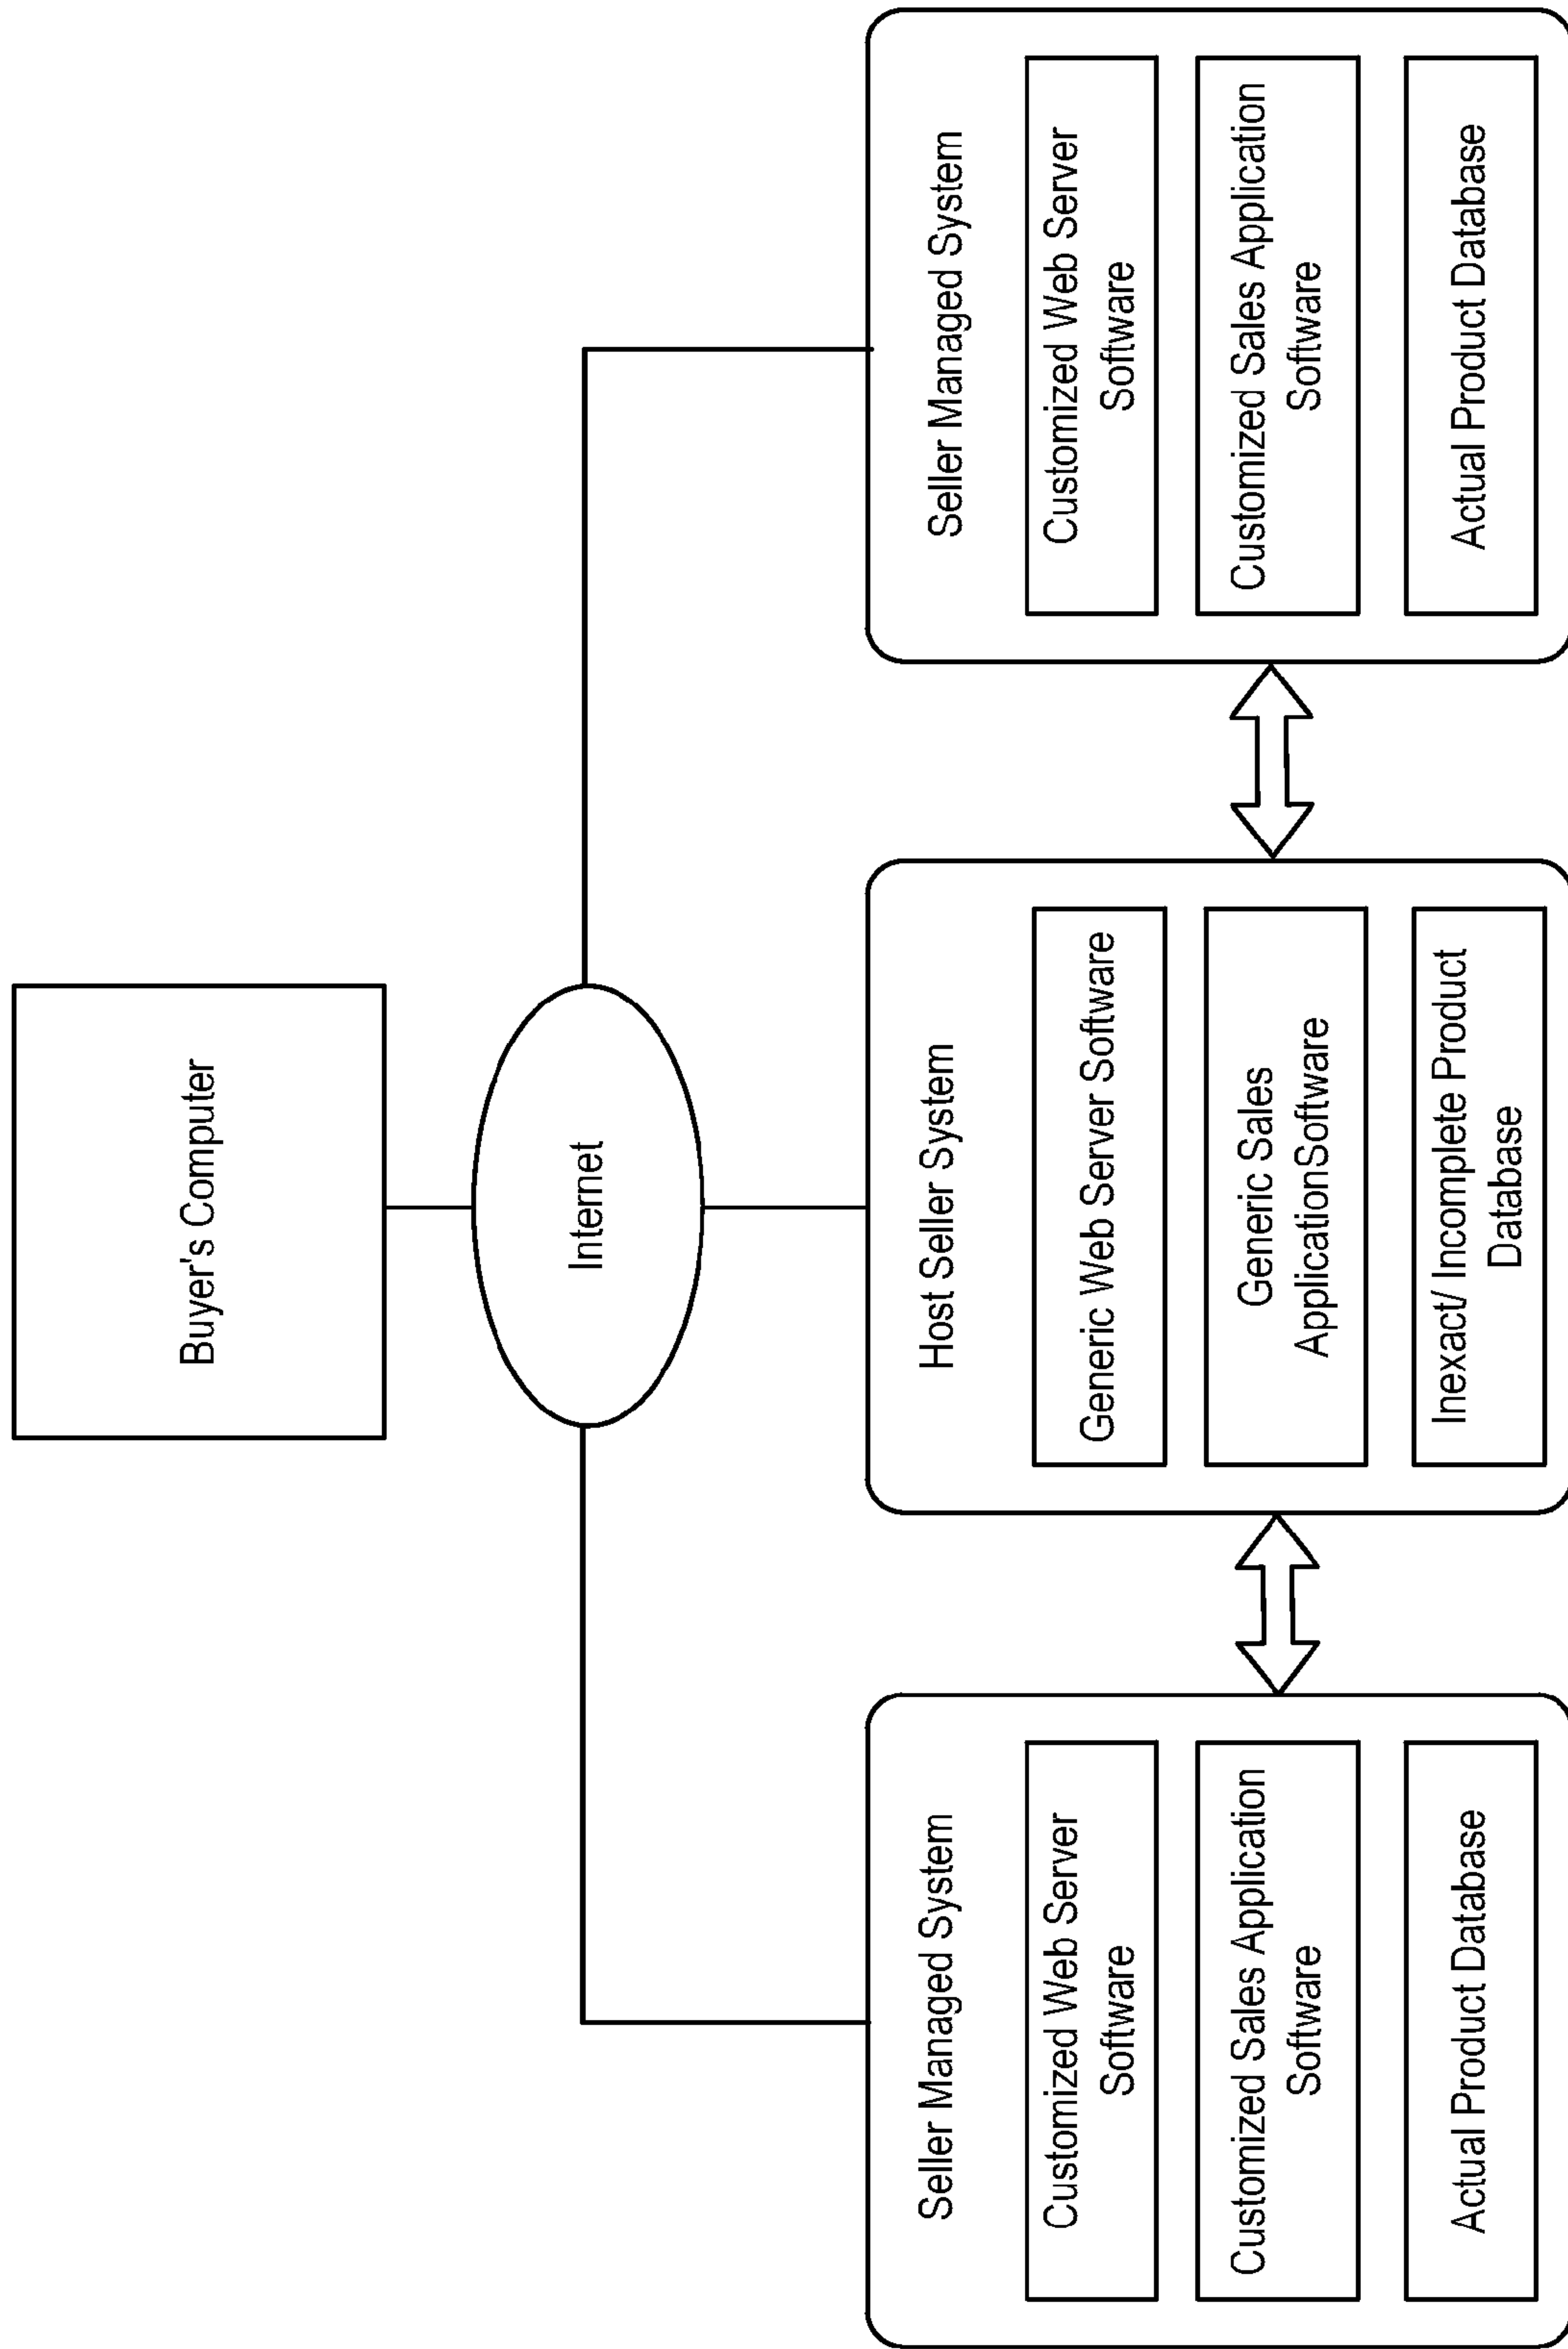 Buyer's Computer
Internet
Seller Managed System
Customized Web Server
Software
Customized Sales Application
Software
Actual Product Database
Host Seller System
Generic Web Server Software
Generic Sales
ApplicationSoftware
Inexact/ Incomplete Product
Database
Seller Managed System
Customized Web Server
Software
Customized Sales Application
Software
Actual Product Database